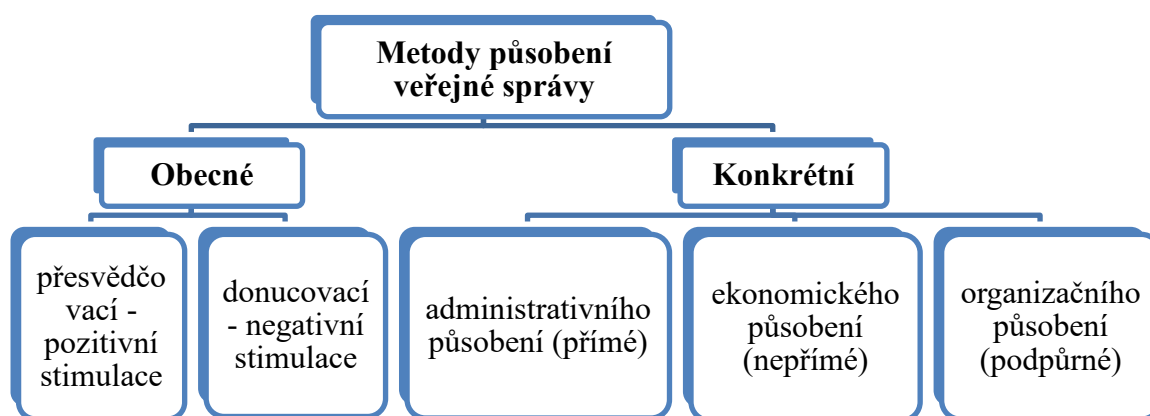 Metody působení
veřejné správy
Obecné
Konkrétní
přesvědčo
vací -
pozitivní
stimulace
donucovací
- negativní
stimulace
administrativního
působení (přímé)
ekonomického
působení
(nepřímé)
organizačního
působení
(podpůrné)